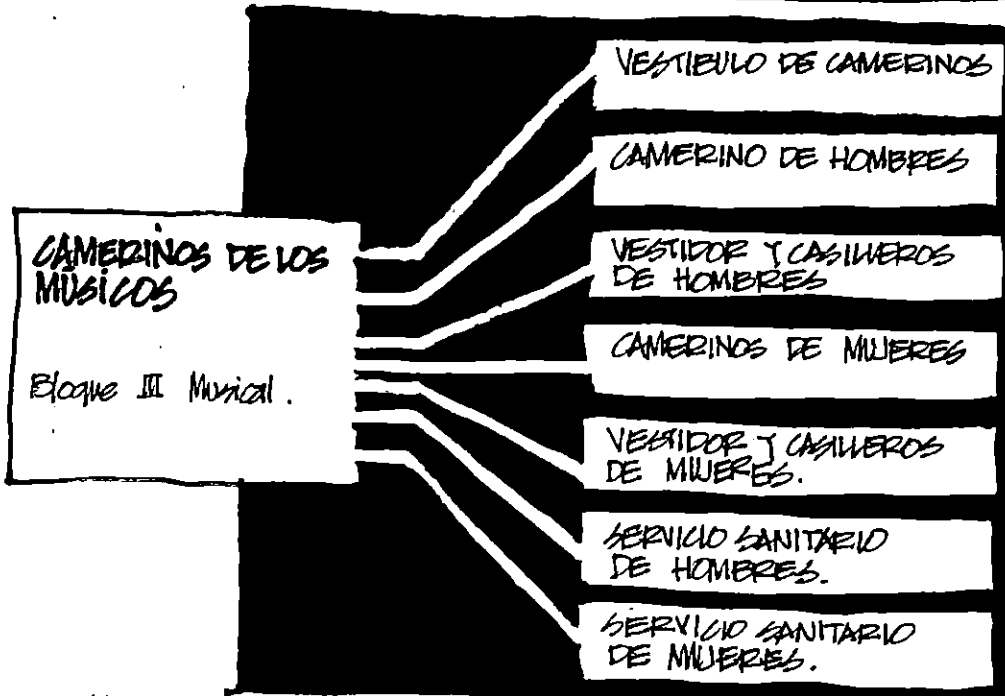 CAMERINOS DE LOS
MÚSICOS
Bloque III Musical.
VESTIBULO DE CAMERINOS
CAMERINO DE HOMBRES
VESTIDOR Y CASILLEROS
DE HOMBRES
CAMERINOS DE MUJERES
VESTIDOR Y CASILLEROS
DE MUJERES.
SERVICIO SANITARIO
DE HOMBRES.
SERVICIO SANITARIO
DE MUJERES.